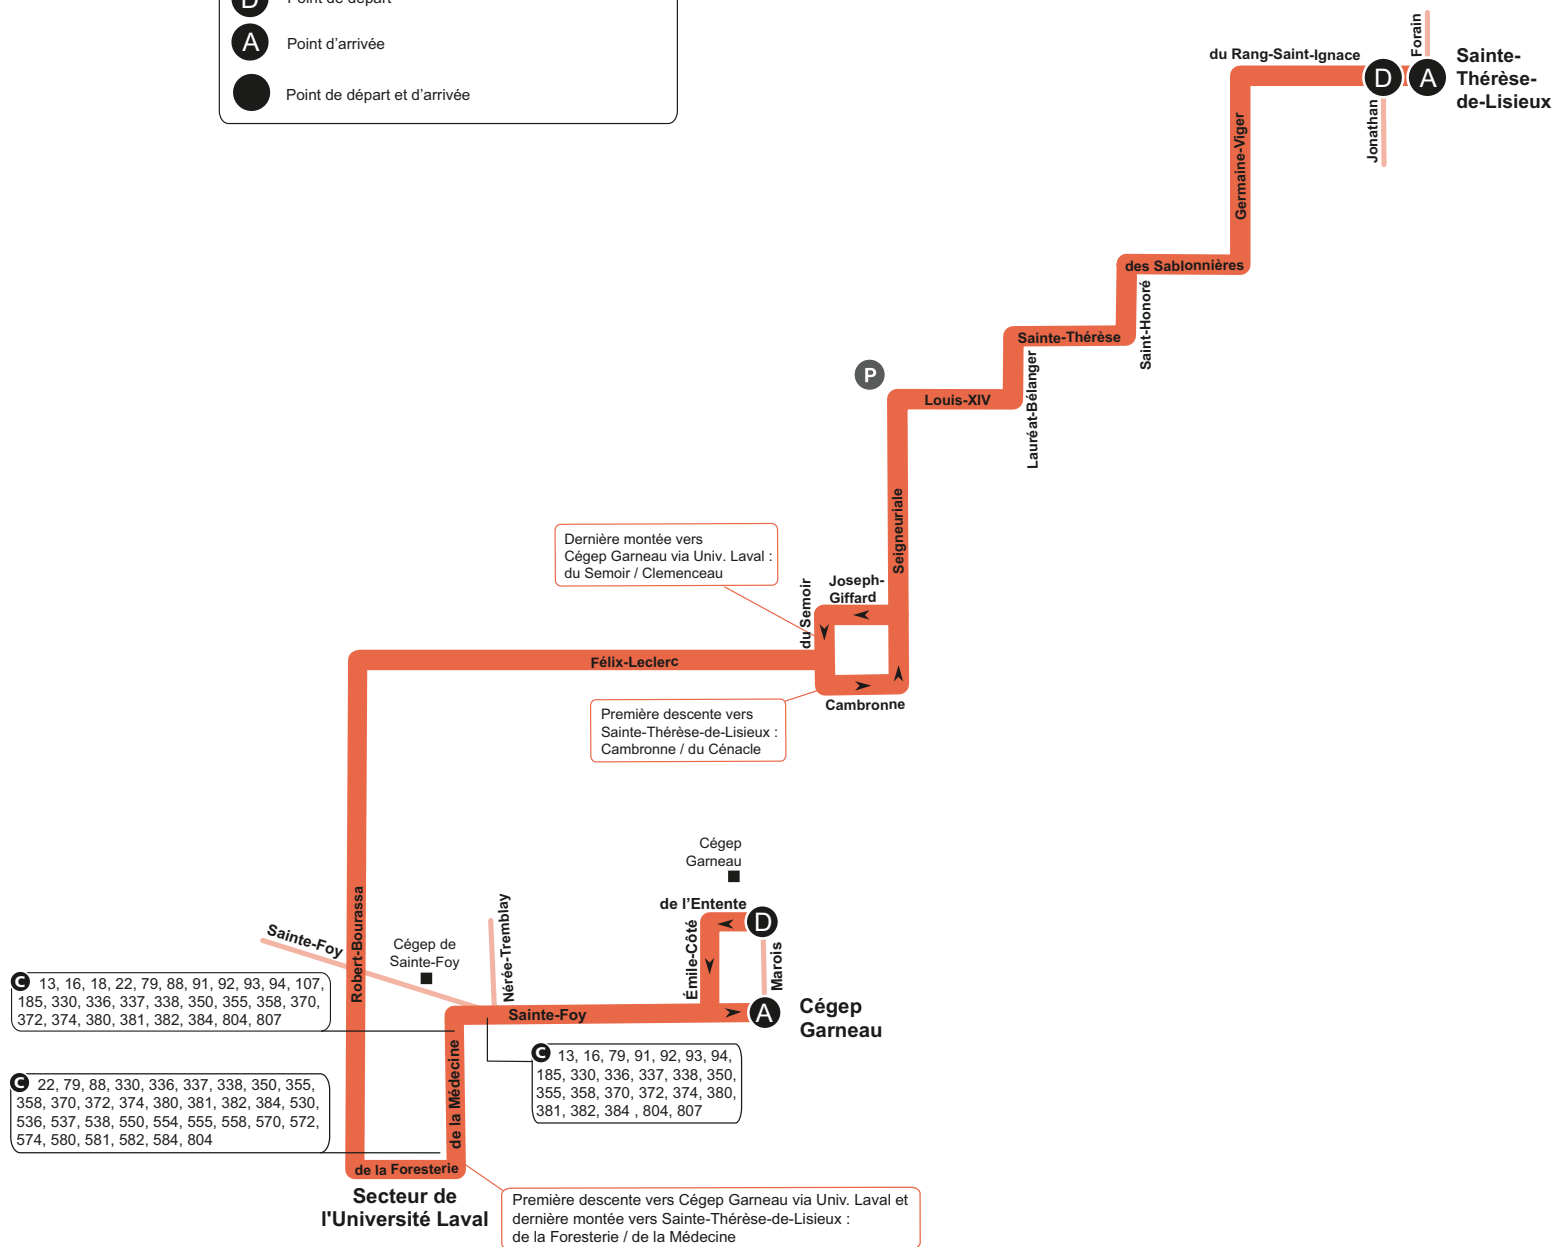 D Point de départ
A Point d'arrivée
Point de départ et d'arrivée
du Rang-Saint-Ignace
Forain
D
A
Sainte-
Thérèse-
de-Lisieux
Jonathan
Germaine-Viger
des Sablonnières
Saint-Honoré
Sainte-Thérèse
Lauréat-Bélanger
P
Louis-XIV
Seigneuriale
Dernière montée vers
Cégep Garneau via Univ. Laval :
du Semoir / Clemenceau
Joseph-
Giffard
du Semoir
Félix-Leclerc
Cambronne
Première descente vers
Sainte-Thérèse-de-Lisieux :
Cambronne / du Cénacle
Cégep
Garneau
de l'Entente
D
Émile-Côté
Marois
Robert-Bourassa
Sainte-Foy
Cégep de
Sainte-Foy
Nérée-Tremblay
Sainte-Foy
A
Cégep
Garneau
C 13, 16, 18, 22, 79, 88, 91, 92, 93, 94, 107,
185, 330, 336, 337, 338, 350, 355, 358, 370,
372, 374, 380, 381, 382, 384, 804, 807
C 13, 16, 79, 91, 92, 93, 94,
185, 330, 336, 337, 338, 350,
355, 358, 370, 372, 374, 380,
381, 382, 384 , 804, 807
C 22, 79, 88, 330, 336, 337, 338, 350, 355,
358, 370, 372, 374, 380, 381, 382, 384, 530,
536, 537, 538, 550, 554, 555, 558, 570, 572,
574, 580, 581, 582, 584, 804
de la Médecine
de la Foresterie
Secteur de
l'Université Laval
Première descente vers Cégep Garneau via Univ. Laval et
dernière montée vers Sainte-Thérèse-de-Lisieux :
de la Foresterie / de la Médecine